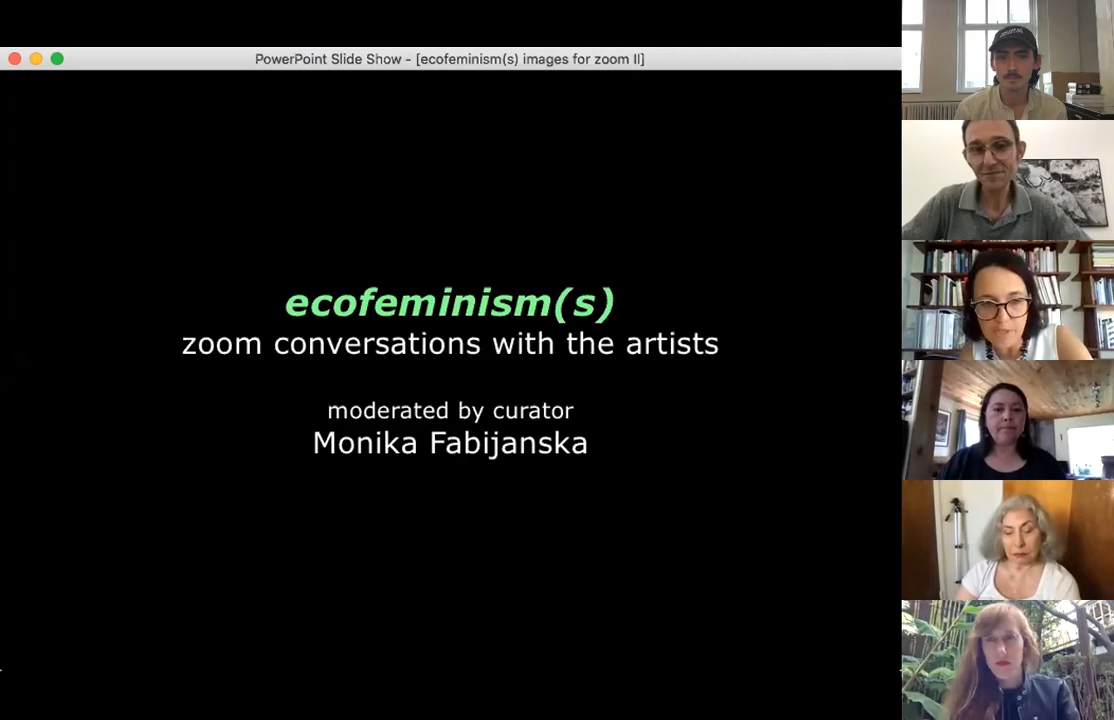 PowerPoint Slide Show - [ecofeminism(s) images for zoom II]
ecofeminism(s)
zoom conversations with the artists
moderated by curator
Monika Fabijanska